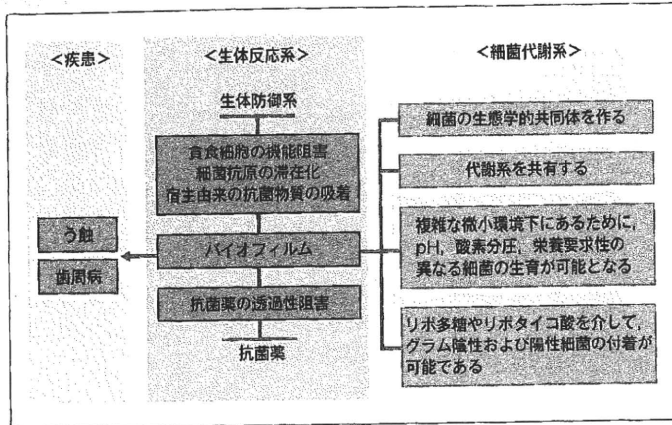 <疾患>
<生体反応系>
<細菌代謝系>
生体防御系
貪食細胞の機能阻害
細菌抗原の滞在化
宿主由来の抗菌物質の吸着
バイオフィルム
抗菌薬の透過性阻害
抗菌薬
う蝕
歯周病
細菌の生態学的共同体を作る
代謝系を共有する
複雑な微小環境下にあるために,
pH, 酸素分圧, 栄養要求性の
異なる細菌の生育が可能となる
リポ多糖やリポタイコ酸を介して,
グラム陰性および陽性細菌の付着が
可能である